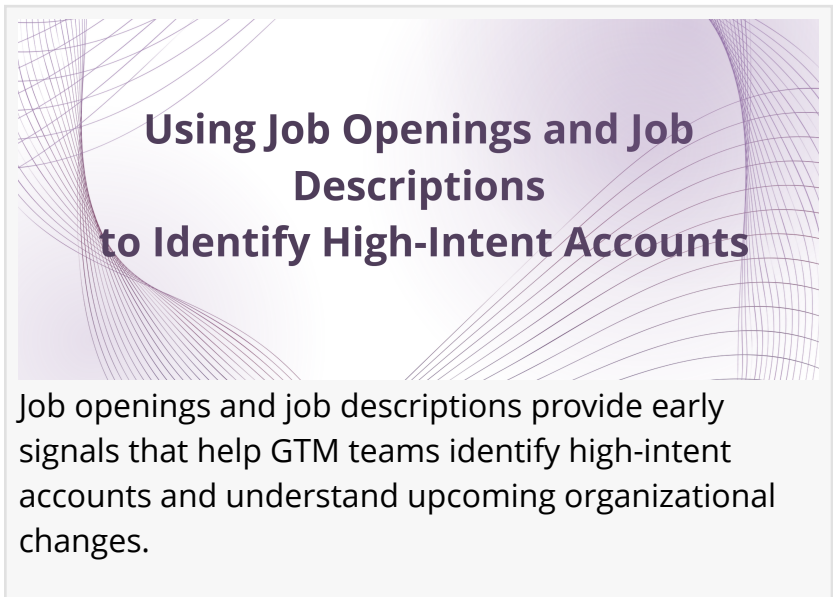 Using Job Openings and Job
Descriptions
to Identify High-Intent Accounts
Job openings and job descriptions provide early
signals that help GTM teams identify high-intent
accounts and understand upcoming organizational
changes.